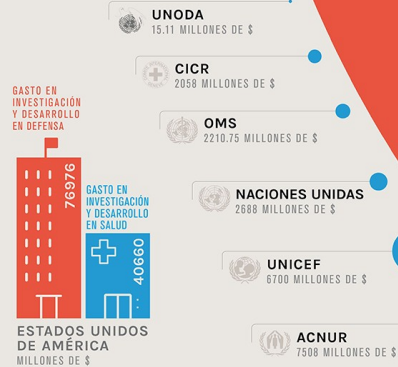 UNODA
15.11 MILLONES DE $
CICR
2058 MILLONES DE $
GASTO EN
INVESTIGACIÓN
Y DESARROLLO
EN DEFENSA
OMS
2210.75 MILLONES DE $
76976
GASTO EN
INVESTIGACIÓN
Y DESARROLLO
EN SALUD
40660
NACIONES UNIDAS
2688 MILLONES DE $
UNICEF
6700 MILLONES DE $
ESTADOS UNIDOS
DE AMÉRICA
MILLONES DE $
ACNUR
7508 MILLONES DE $